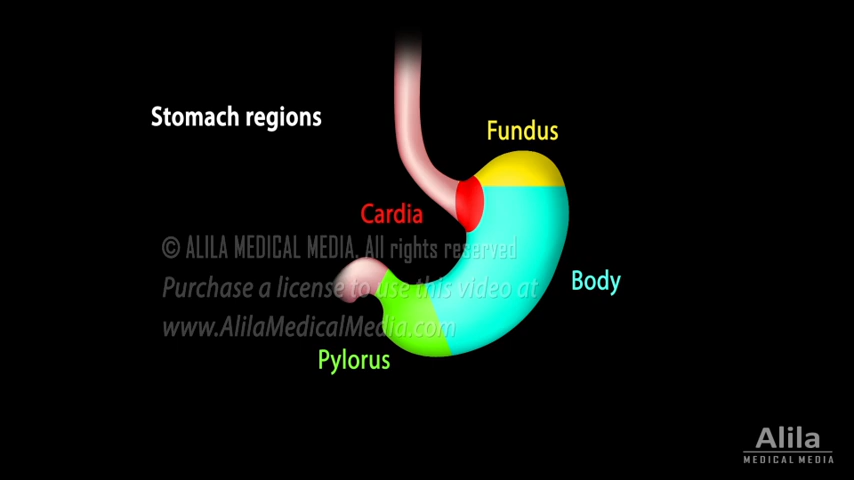 Stomach regions
Fundus
Cardia
© ALILA MEDICAL MEDIA. All rights reserved
Purchase a license to use this video at
www.AlilaMedicalMedia.com
Body
Pylorus
Alila
MEDICAL MEDIA